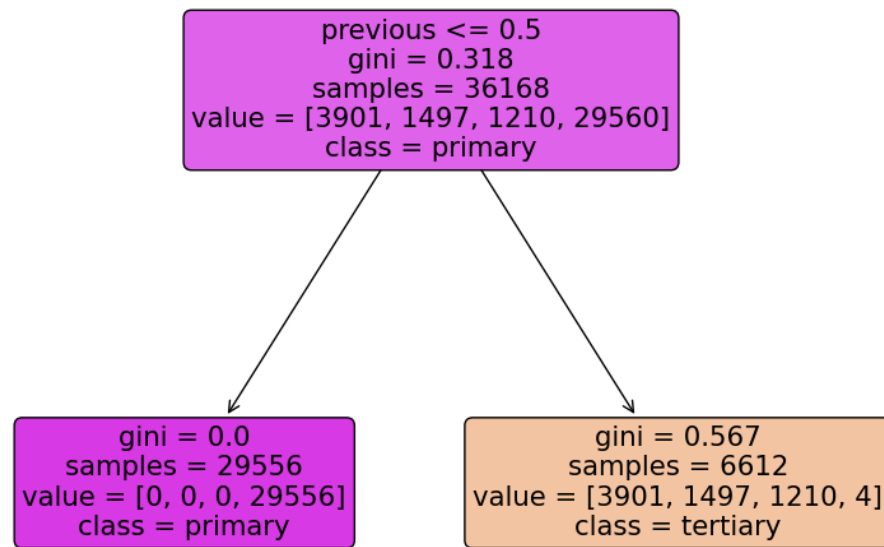 previous <= 0.5
gini = 0.318
samples = 36168
value = [3901, 1497, 1210, 29560]
class = primary
gini = 0.0
samples = 29556
value = [0, 0, 0, 29556]
class = primary
gini = 0.567
samples = 6612
value = [3901, 1497, 1210, 4]
class = tertiary